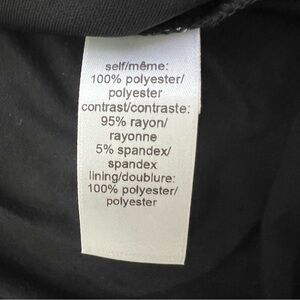 self/même:
100% polyester/
polyester
contrast/contraste:
95% rayon/
rayonne
5% spandex/
spandex
lining/doublure:
100% polyester/
polyester